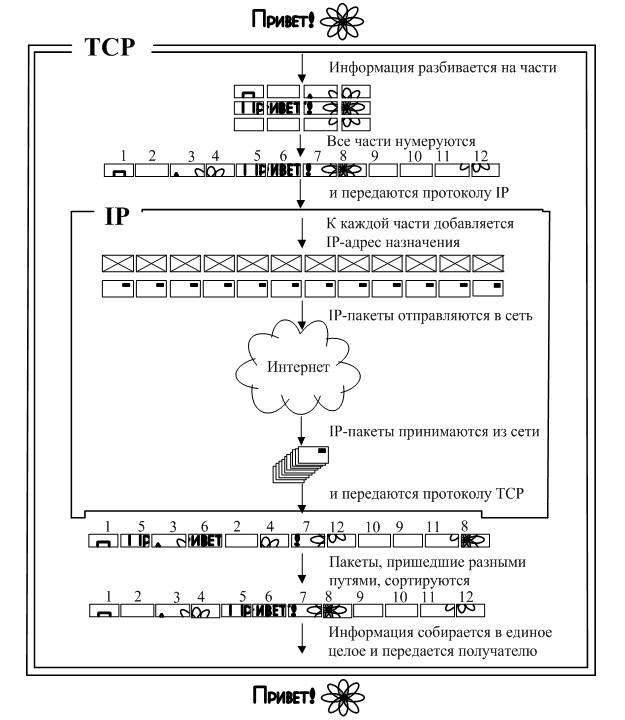 Привет!
TCP
Информация разбивается на части
Привет!
Все части нумеруются
1 2 3 4 5 6 7 8 9 10 11 12
Привет!
и передаются протоколу IP
IP
К каждой части добавляется
IP-адрес назначения
IP-пакеты отправляются в сеть
Интернет
IP-пакеты принимаются из сети
и передаются протоколу TCP
1 5 3 6 2 4 7 12 10 9 11 8
Пакеты, пришедшие разными
путями, сортируются
1 2 3 4 5 6 7 8 9 10 11 12
Привет!
Информация собирается в единое
целое и передается получателю
Привет!